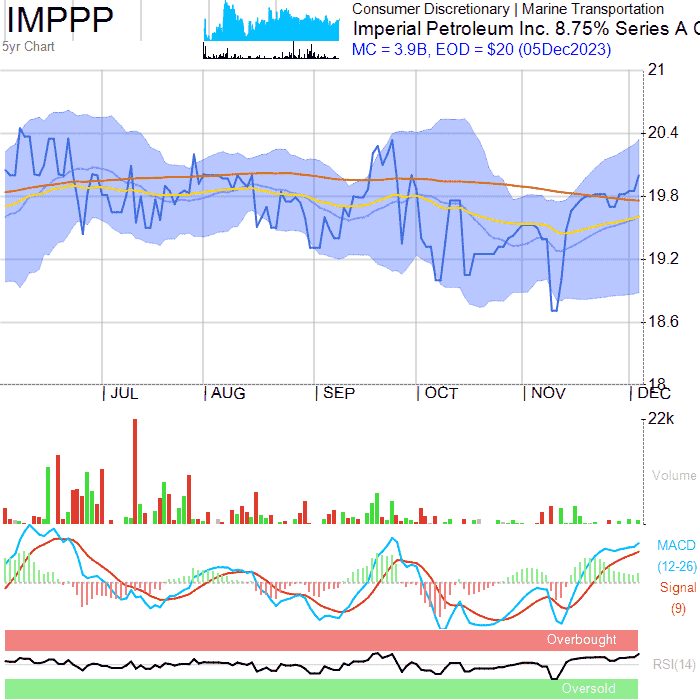 IMPPP
5yr Chart
Consumer Discretionary | Marine Transportation
Imperial Petroleum Inc. 8.75% Series A C
MC = 3.9B, EOD = $20 (05Dec2023)
21
20.4
19.8
19.2
18.6
18
JUL
AUG
SEP
OCT
NOV
DEC
22k
Volume
MACD
(12-26)
Signal
(9)
Overbought
RSI(14)
Oversold